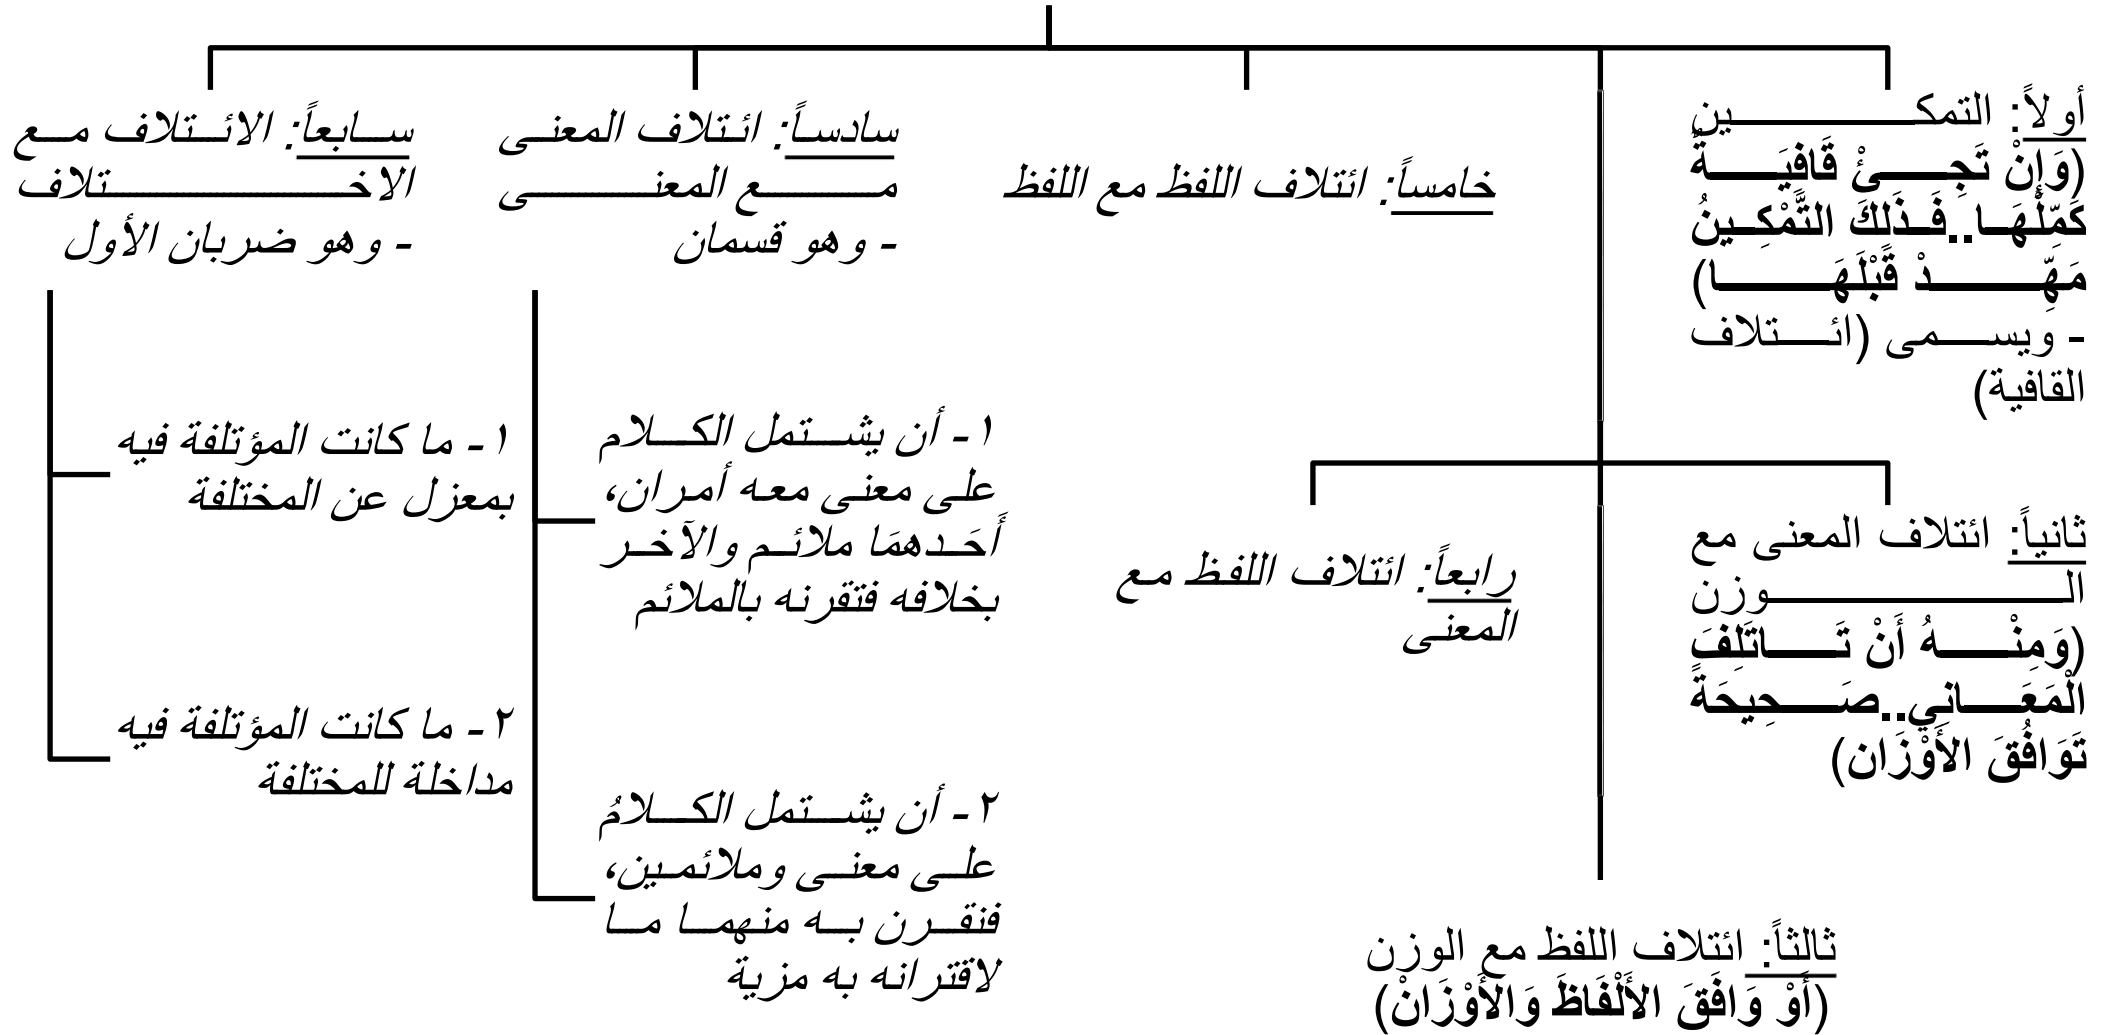 أولاً: التمكين
(وَإِنْ تَجِئْ قَافِيَةٌ
كَمِّلْهَا..فَذَلكَ التَّمْكِينُ
مَهِّدْ قَبْلَهَا)
- ويسمى (ائتلاف
القافية)
ثانياً: ائتلاف المعنى مع
الوزن
(وَمِنْهُ أَنْ تَاتَلِفَ
الْمَعَانِي..صَحِيحَةً
تَوَافُقَ الأَوْزَان)
ثالثاً: ائتلاف اللفظ مع الوزن
(أَوْ وَافَقَ الأَلْفَاظَ وَالأَوْزَانْ)
رابعاً: ائتلاف اللفظ مع
المعنى
خامساً: ائتلاف اللفظ مع اللفظ
سادساً: ائتلاف المعنى
مع المعنى
- وهو قسمان
١- أن يشتمل الكلام
على معنى معه أمران،
أَحَدهمَا ملائم والآخر
بخلافه فتقرنه بالملائم
٢- أن يشتمل الكلامُ
على معنى وملائمين،
فنقرن به منهما ما
لاقترانه به مزية
سابعاً: الائتلاف مع
الاختلاف
- وهو ضربان الأول
١- ما كانت المؤتلفة فيه
بمعزل عن المختلفة
٢- ما كانت المؤتلفة فيه
مداخلة للمختلفة